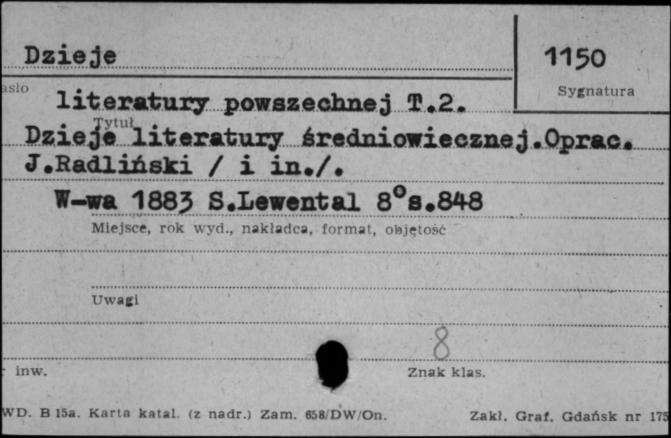 Dzieje
1150
asło
Sygnatura
literatury powszechnej T.2.
Tytuł
Dzieje literatury średniowiecznej.Oprac.
J.Radliński / i in./.
W-wa 1883 S.Lewental 8°s.848
Miejsce, rok wyd., nakładca, format, objętość
Uwagi
8
r inw.
Znak klas.
WD. B 15a. Karta katal. (z nadr.) Zam. 658/DW/On.
Zakł. Graf. Gdańsk nr 175